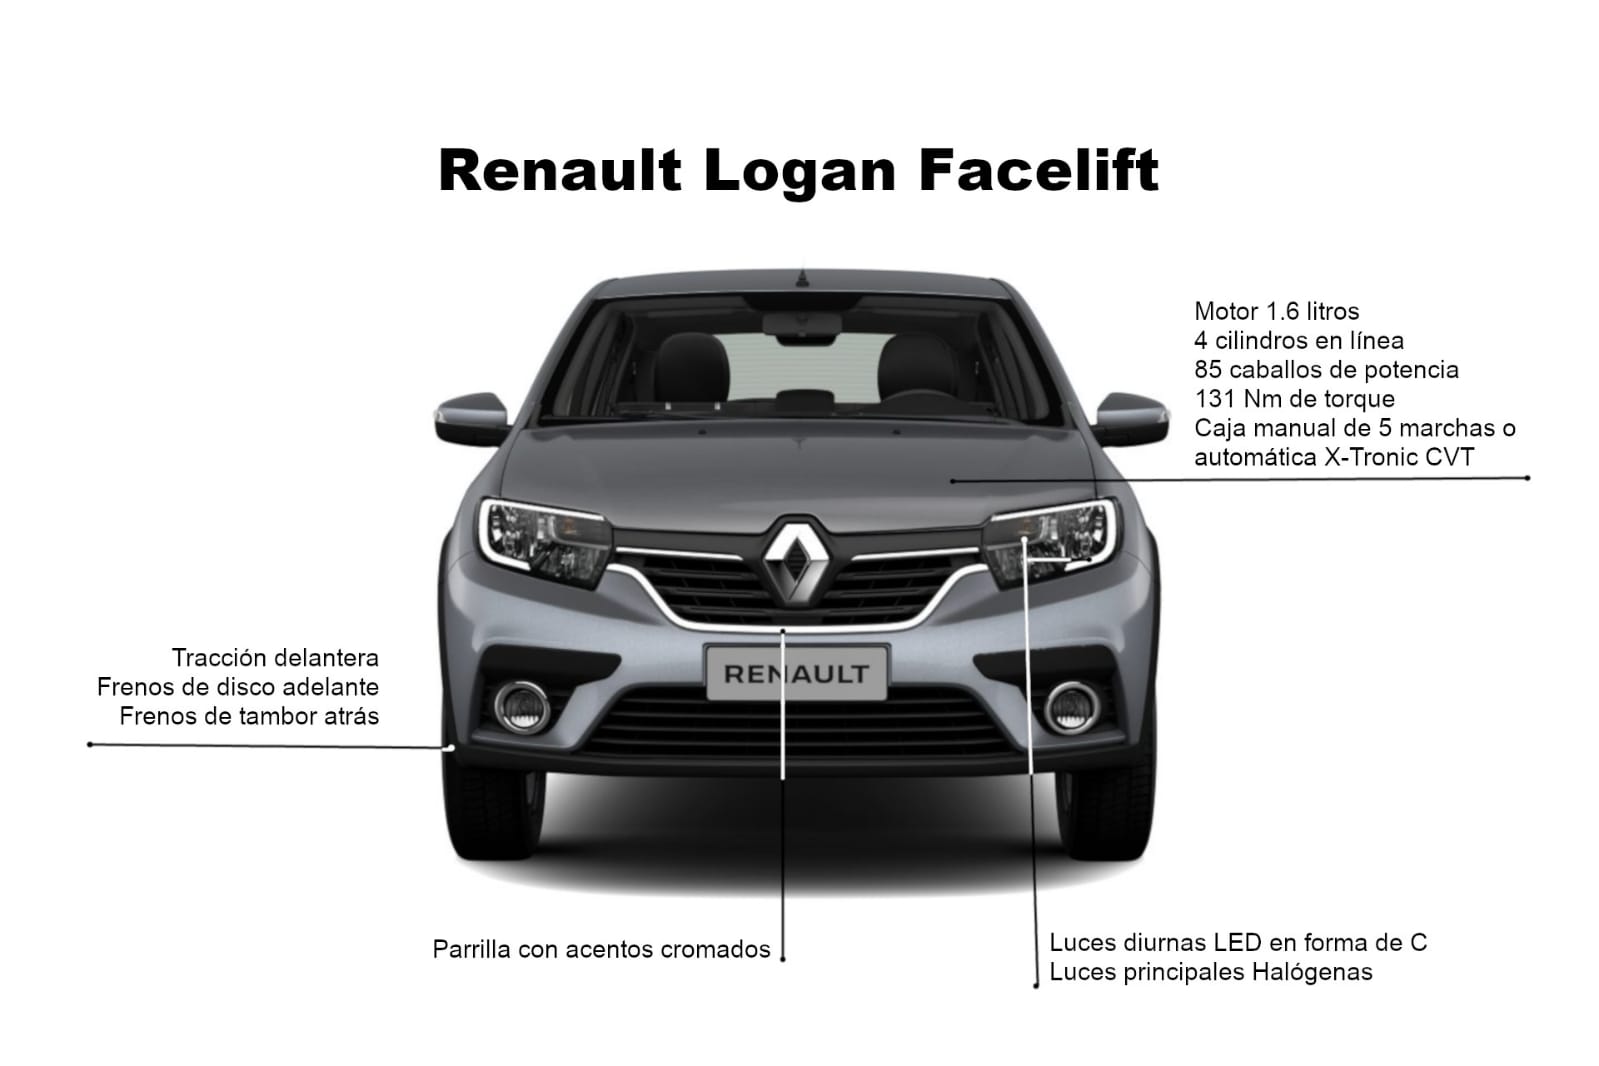 Renault Logan Facelift
Motor 1.6 litros
4 cilindros en línea
85 caballos de potencia
131 Nm de torque
Caja manual de 5 marchas o
automática X-Tronic CVT
Tracción delantera
Frenos de disco adelante
Frenos de tambor atrás
RENAULT
Parrilla con acentos cromados
Luces diurnas LED en forma de C
Luces principales Halógenas